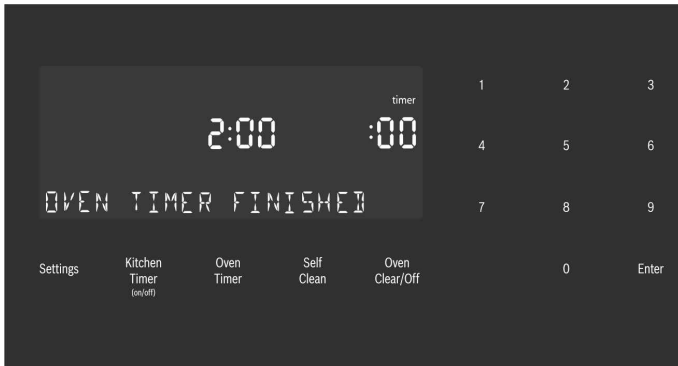 timer
2:00 :00
OVEN TIMER FINISHED
Settings
Kitchen Timer (on/off)
Oven Timer
Self Clean
Oven Clear/Off
1 2 3
4 5 6
7 8 9
0 Enter